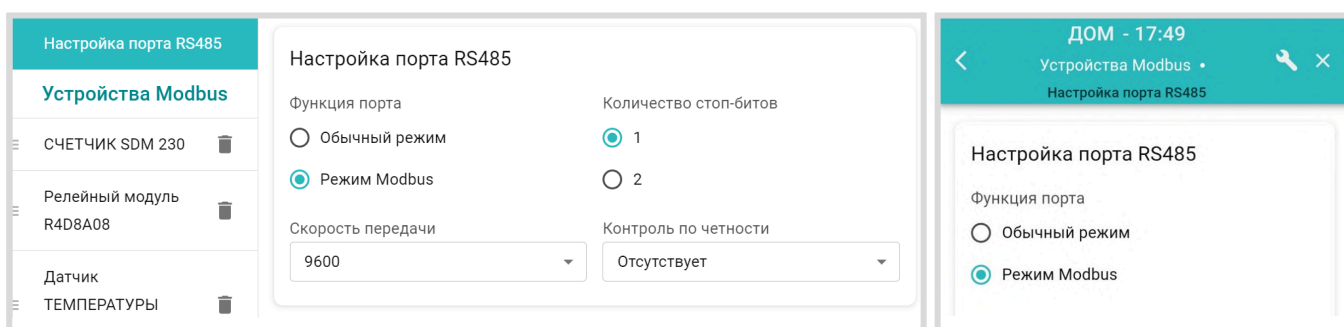 Настройка порта RS485
Устройства Modbus
СЧЕТЧИК SDM 230
Релейный модуль
R4D8A08
Датчик
ТЕМПЕРАТУРЫ
Настройка порта RS485
Функция порта
Обычный режим
Режим Modbus
Количество стоп-битов
1
2
Скорость передачи
9600
Контроль по четности
Отсутствует
ДОМ - 17:49
Устройства Modbus •
Настройка порта RS485
Настройка порта RS485
Функция порта
Обычный режим
Режим Modbus